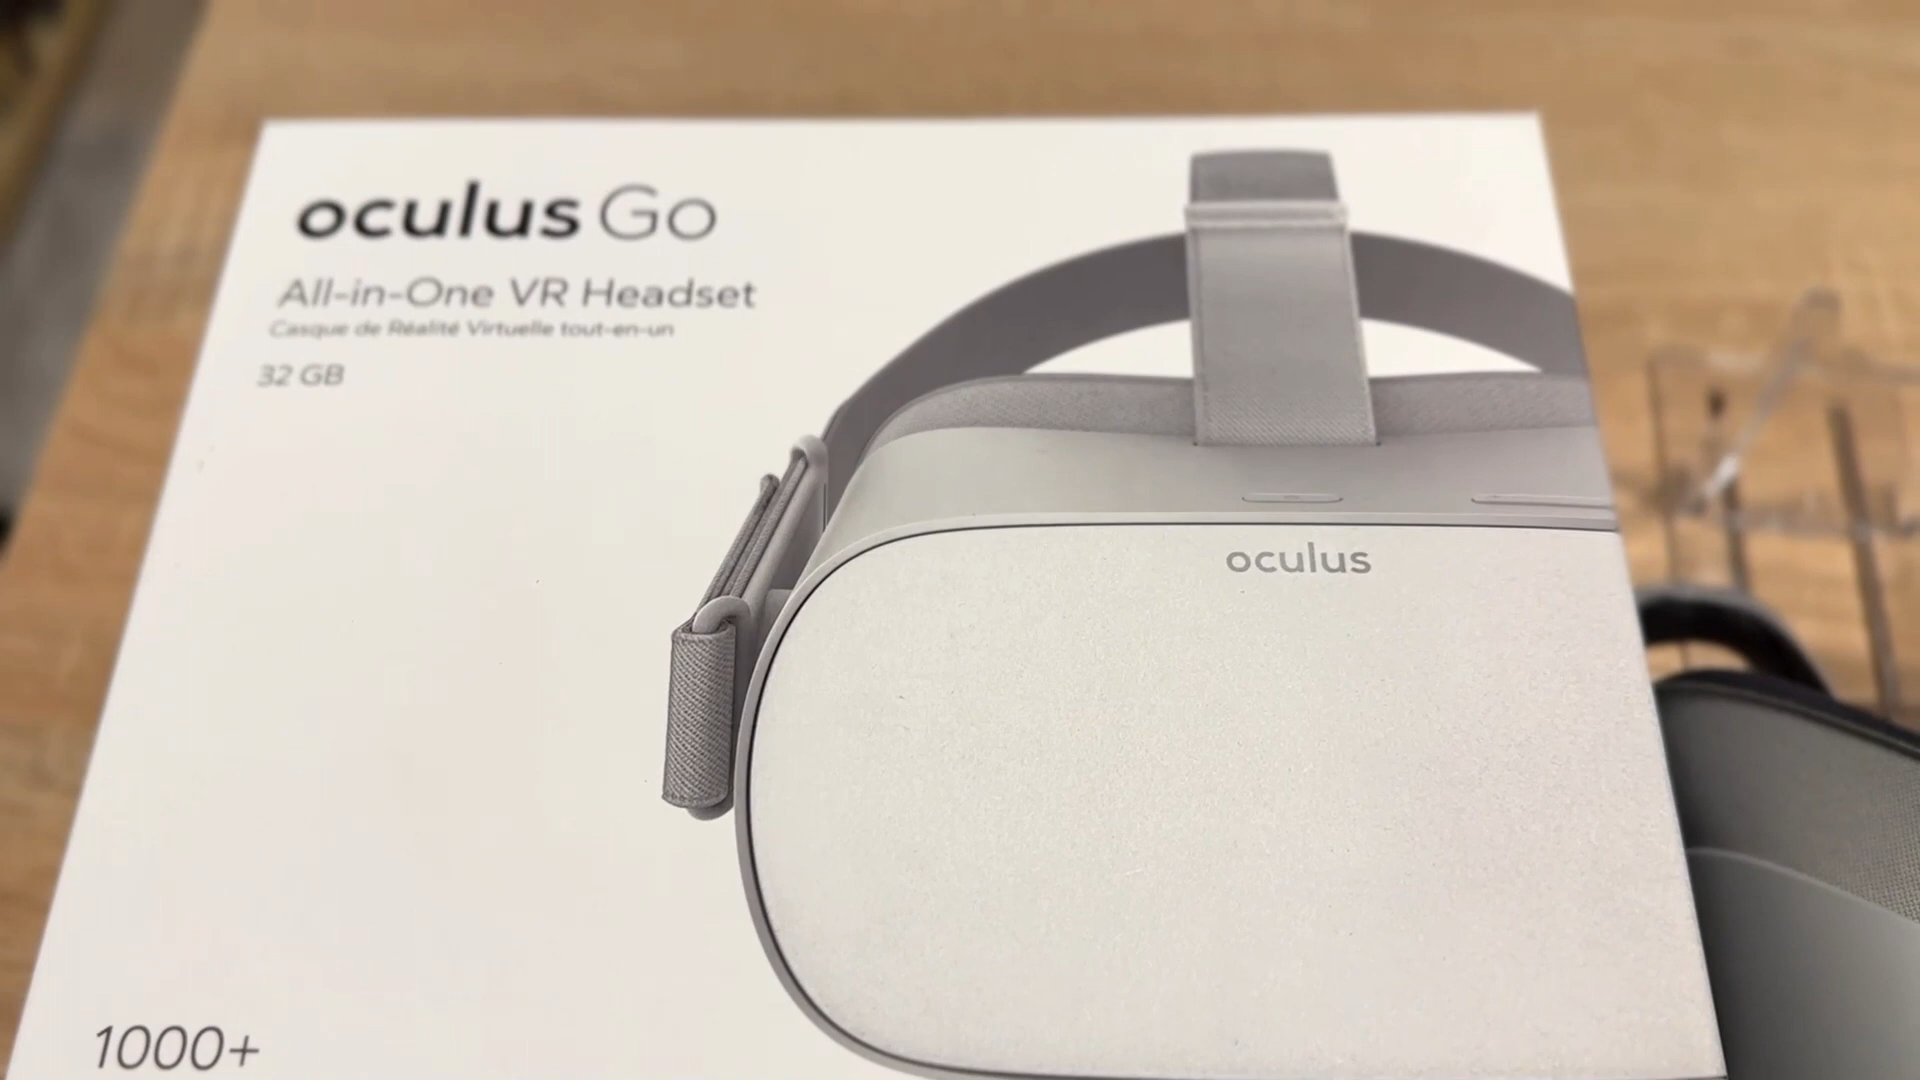 oculus Go
All-in-One VR Headset
Casque de Réalité Virtuelle tout-en-un
32 GB
oculus
1000+